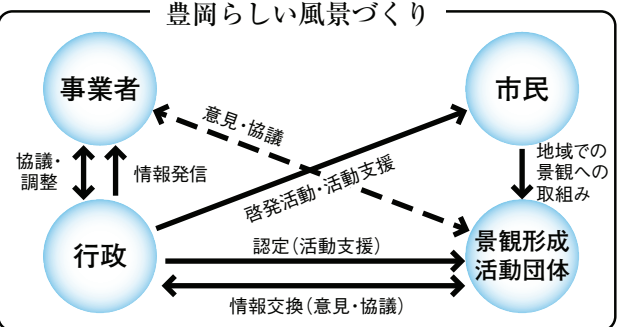 豊岡らしい風景づくり
事業者
市民
意見・協議
協議・
調整
情報発信
啓発活動・活動支援
地域での
景観への
取組み
行政
認定(活動支援)
景観形成
活動団体
情報交換(意見・協議)